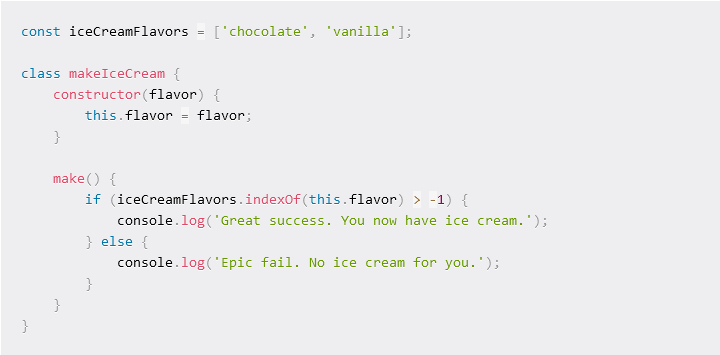 const iceCreamFlavors = ['chocolate', 'vanilla'];

class makeIceCream {
    constructor(flavor) {
        this.flavor = flavor;
    }

    make() {
        if (iceCreamFlavors.indexOf(this.flavor) > -1) {
            console.log('Great success. You now have ice cream.');
        } else {
            console.log('Epic fail. No ice cream for you.');
        }
    }
}